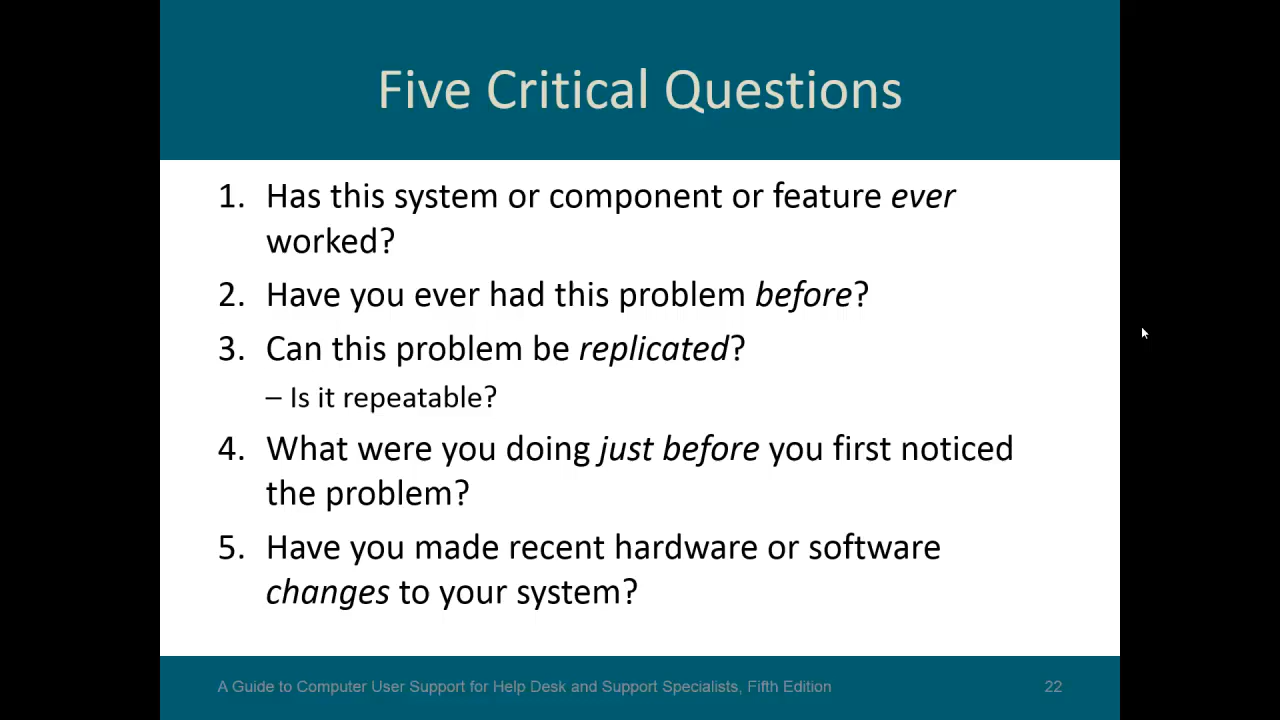 Five Critical Questions
1. Has this system or component or feature ever
worked?
2. Have you ever had this problem before?
3. Can this problem be replicated?
– Is it repeatable?
4. What were you doing just before you first noticed
the problem?
5. Have you made recent hardware or software
changes to your system?
A Guide to Computer User Support for Help Desk and Support Specialists, Fifth Edition 22